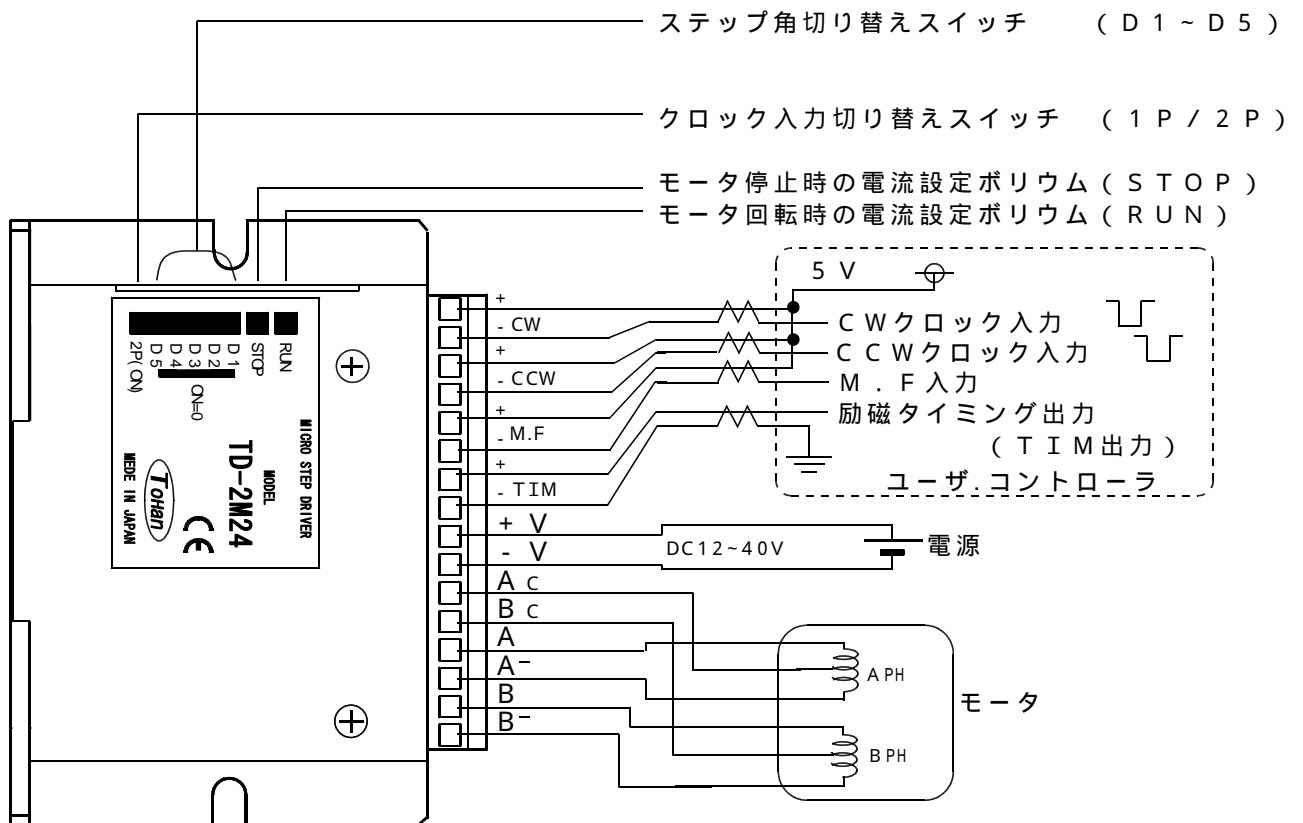 ステップ角切り替えスイッチ (D1~D5)
クロック入力切り替えスイッチ (1P/2P)
モータ停止時の電流設定ボリウム(STOP)
モータ回転時の電流設定ボリウム(RUN)
5V
+
- CW
+
- CCW
+
- M.F
+
- TIM
+ V
- V
A C
B C
A
A−
B
B−
CWクロック入力
CCWクロック入力
M.F入力
励磁タイミング出力
(TIM出力)
ユーザ.コントローラ
DC12~40V
電源
A PH
B PH
モータ
RUN
STOP
D1
D2
D3
D4
D5
2P(ON)
ON=0
MICRO STEP DRIVER
MODEL
TD-2M24
CE
TOHAN
MEDE IN JAPAN